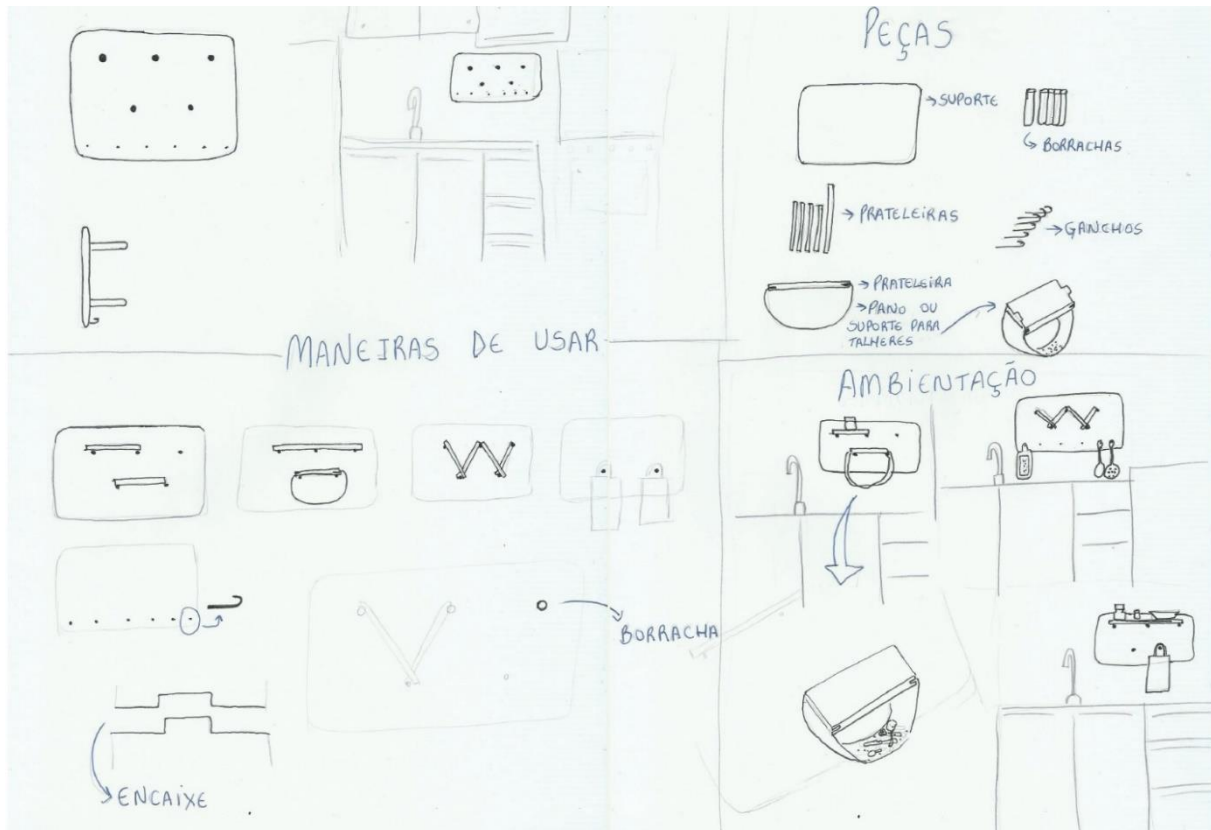 PEÇAS
SUPORTE
BORRACHAS
PRATELEIRAS
GANCHOS
PRATELEIRA
PANO OU
SUPORTE PARA
TALHERES
MANEIRAS DE USAR
BORRACHA
ENCAIXE
AMBIENTAÇÃO